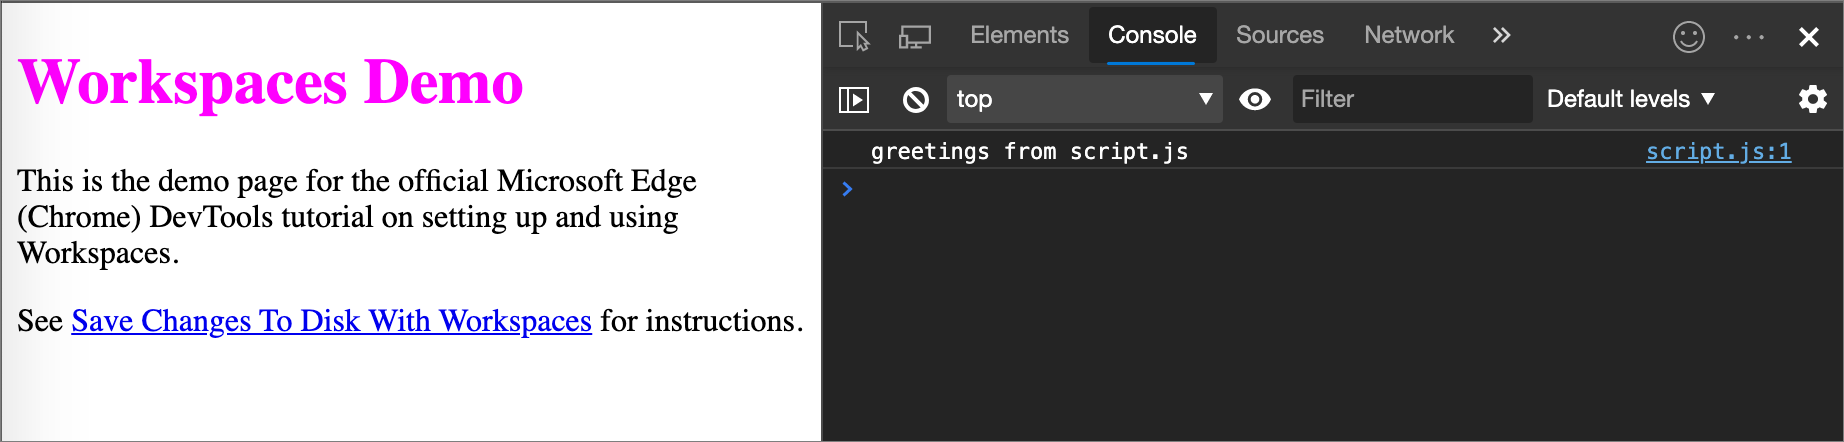 Workspaces Demo
This is the demo page for the official Microsoft Edge
(Chrome) DevTools tutorial on setting up and using
Workspaces.
See Save Changes To Disk With Workspaces for instructions.
Elements Console Sources Network
top Filter Default levels
greetings from script.js script.js:1